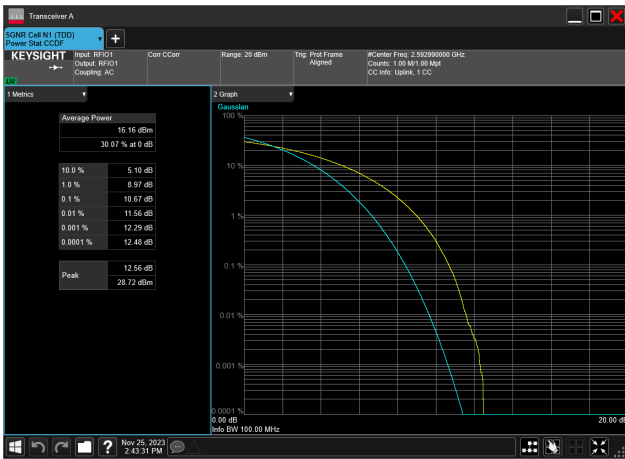 Transceiver A
5GNR Cell N1 (TDD)
Power Stat CCDF
KEYSIGHT
Input: RFIO1
Output: RFIO1
Coupling: AC
Corr CCorr
Range: 20 dBm
Trig: Prot Frame
Aligned
#Center Freq: 2.592990000 GHz
Counts: 1.00 M/1.00 Mpt
CC Info: Uplink, 1 CC
1 Metrics
Average Power
16.16 dBm
30.07 % at 0 dB
10.0 % 5.10 dB
1.0 % 8.97 dB
0.1 % 10.67 dB
0.01 % 11.56 dB
0.001 % 12.29 dB
0.0001 % 12.48 dB
Peak
12.56 dB
28.72 dBm
2 Graph
Gaussian
100 %
10 %
1 %
0.1 %
0.01 %
0.001 %
0.0001 %
0.00 dB
20.00 dB
Info BW 100.00 MHz
?
Nov 25, 2023
2:43:31 PM